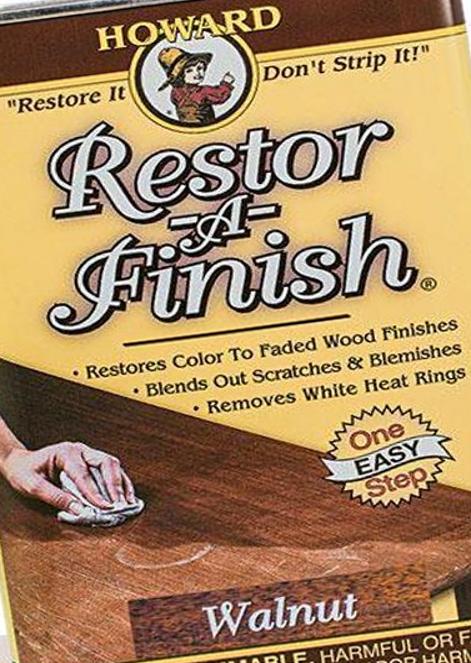 HOWARD
"Restore It Don't Strip It!"
Restor
-A-
Finish®
• Restores Color To Faded Wood Finishes
• Blends Out Scratches & Blemishes
• Removes White Heat Rings
One
EASY
Step
Walnut
HARMFUL OR